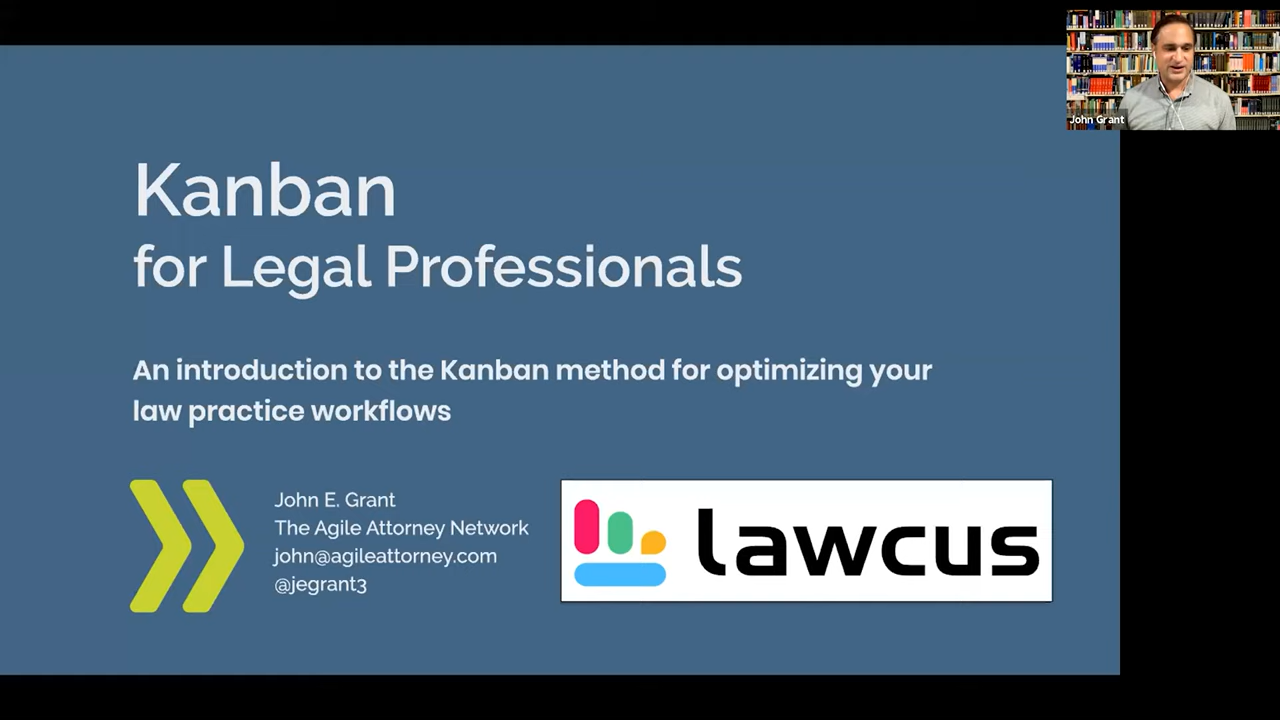 Kanban
for Legal Professionals
An introduction to the Kanban method for optimizing your
law practice workflows
John E. Grant
The Agile Attorney Network
john@agileattorney.com
@jegrant3
lawcus
John Grant